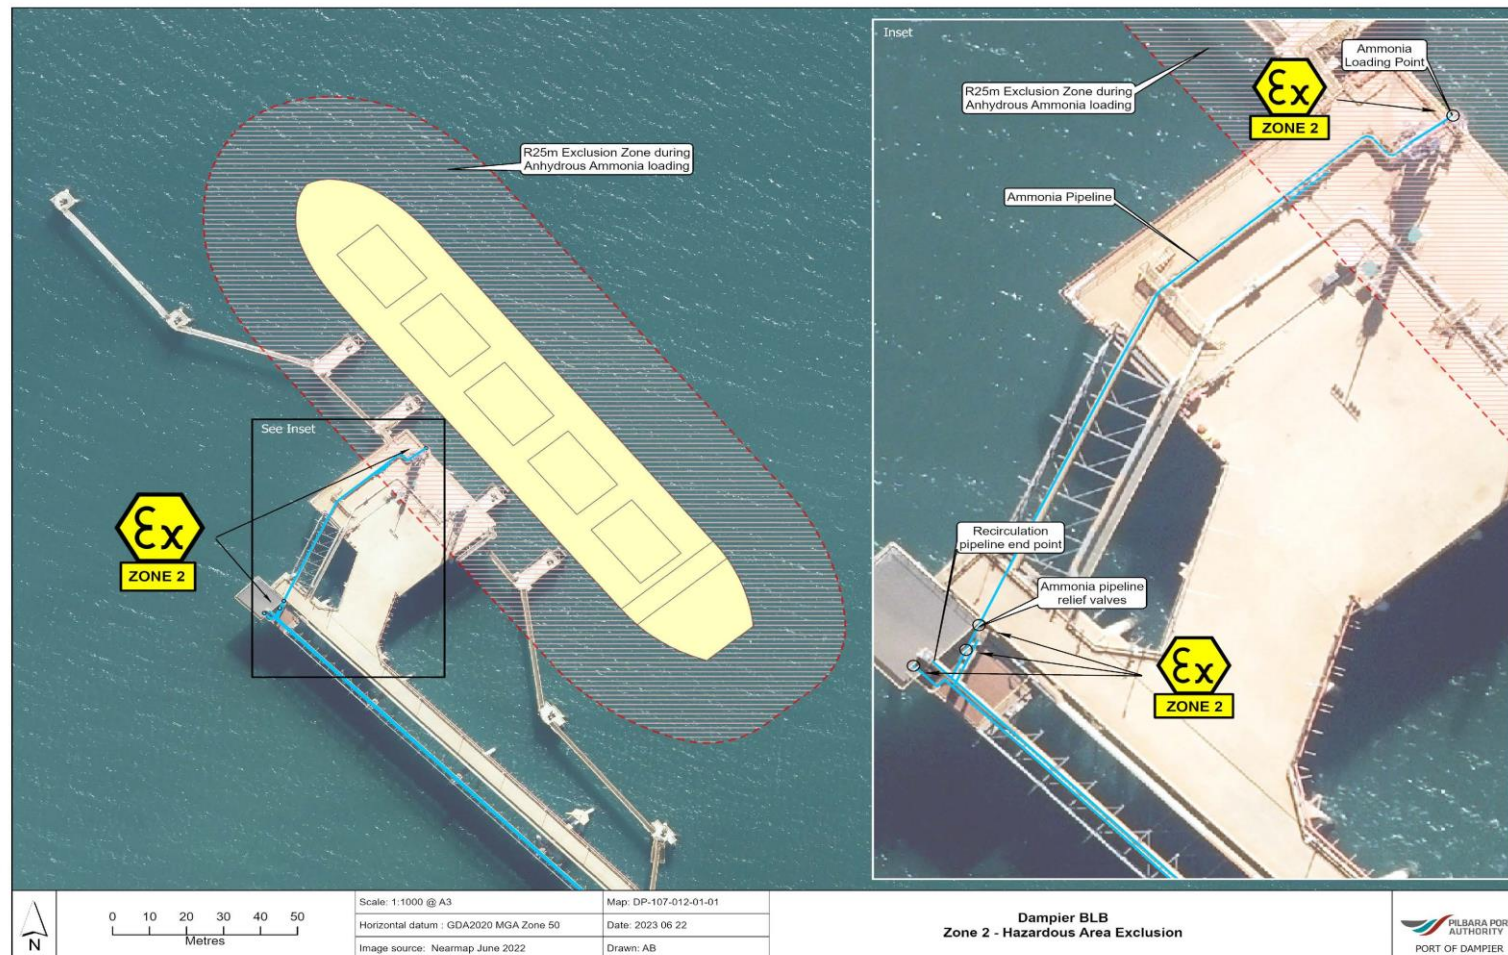 R25m Exclusion Zone during
Anhydrous Ammonia loading
See Inset
Ex
ZONE 2
Inset
Ammonia
Loading Point
R25m Exclusion Zone during
Anhydrous Ammonia loading
Ex
ZONE 2
Ammonia Pipeline
Recirculation
pipeline end point
Ammonia pipeline
relief valves
Ex
ZONE 2
N
0 10 20 30 40 50
Metres
Scale: 1:1000 @ A3
Horizontal datum : GDA2020 MGA Zone 50
Image source: Nearmap June 2022
Map: DP-107-012-01-01
Date: 2023 06 22
Drawn: AB
Dampier BLB
Zone 2 - Hazardous Area Exclusion
PILBARA POR
AUTHORITY
PORT OF DAMPIER